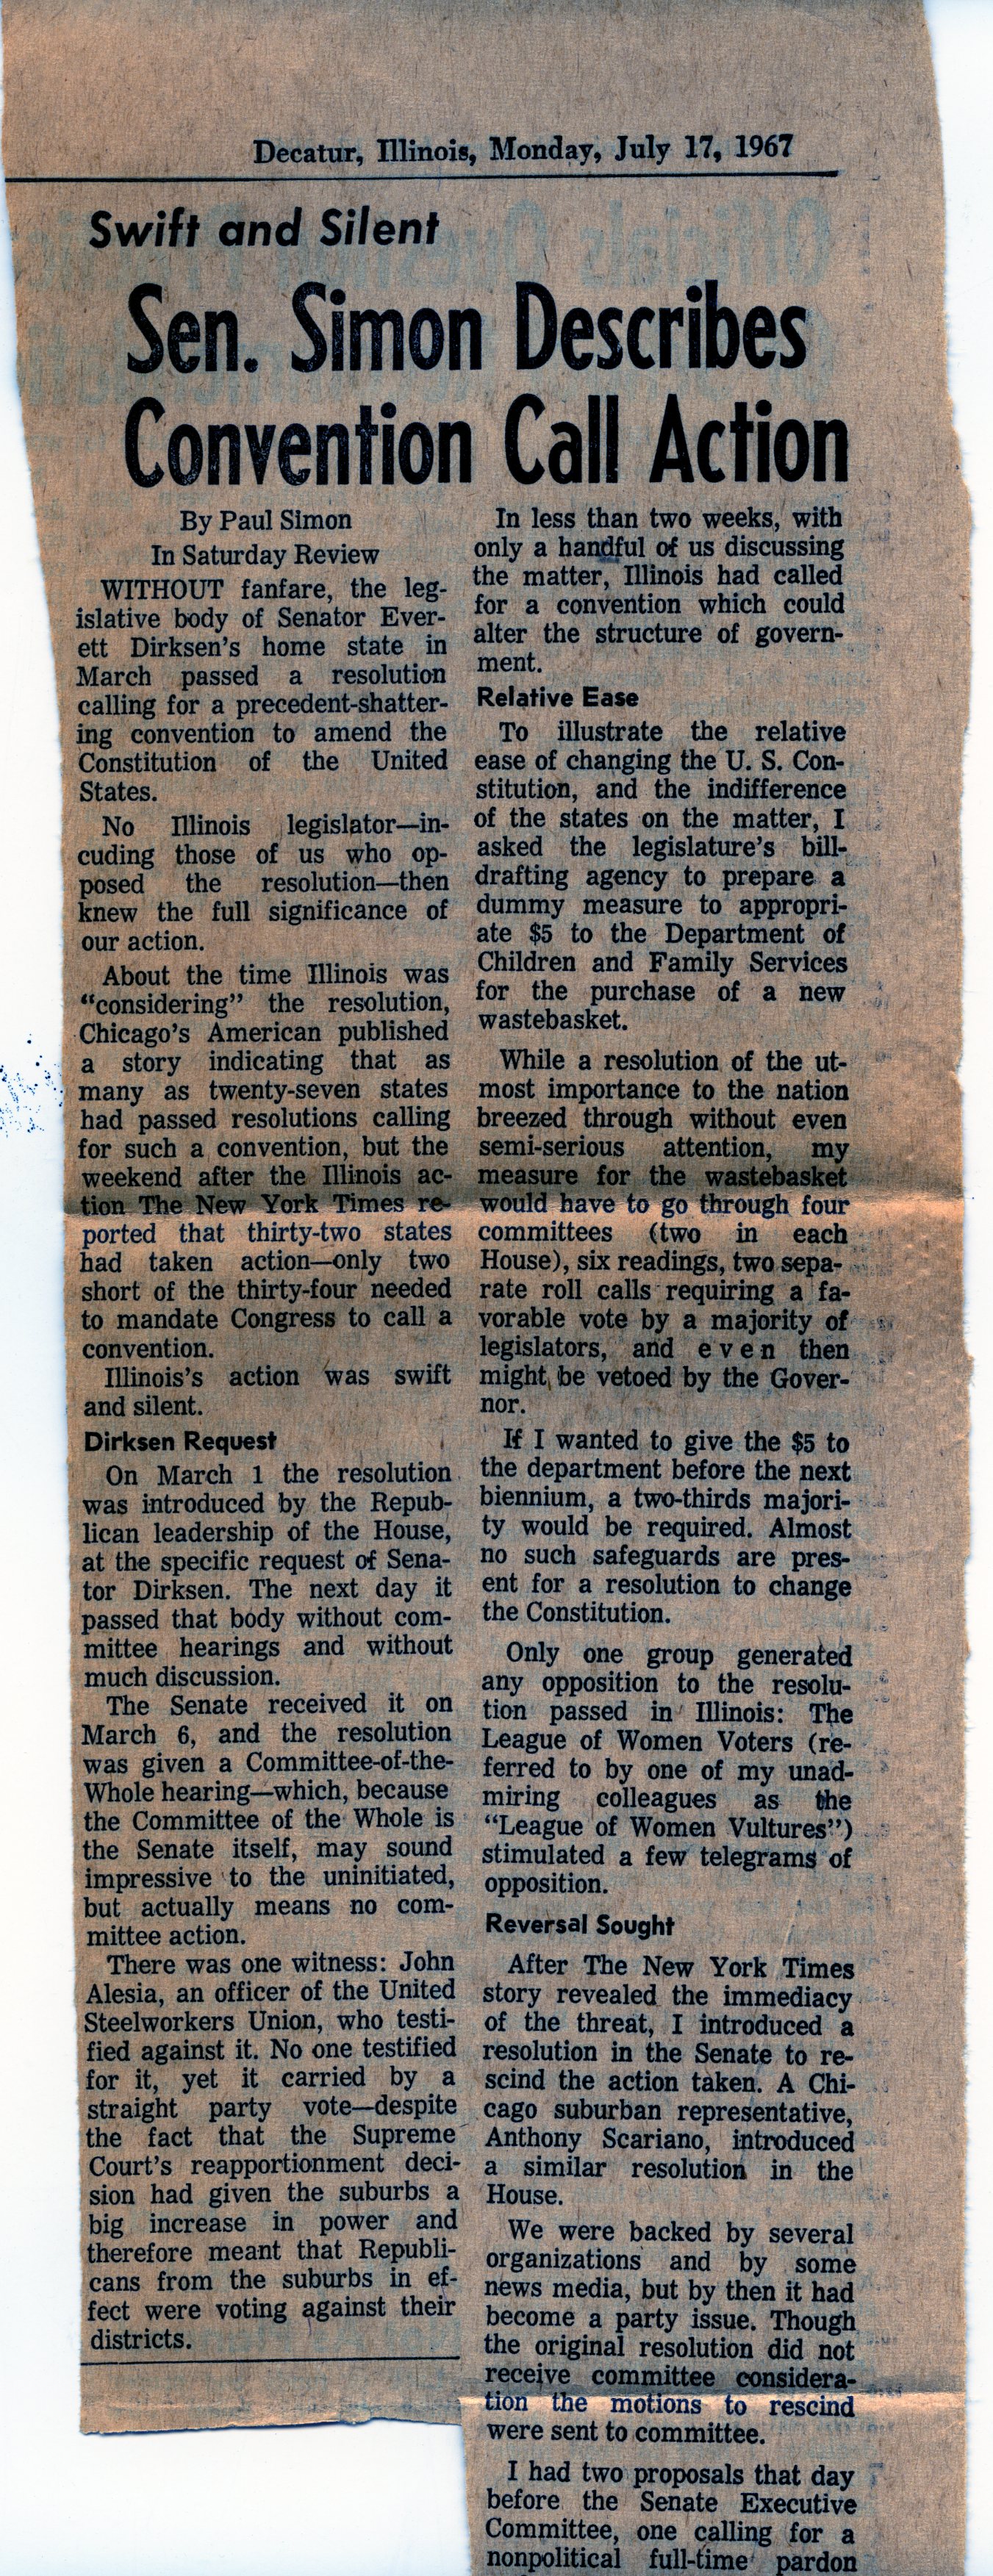 Decatur, Illinois, Monday, July 17, 1967
Swift and Silent
Sen. Simon Describes
Convention Call Action
By Paul Simon
In Saturday Review
WITHOUT fanfare, the leg-
islative body of Senator Ever-
ett Dirksen's home state in
March passed a resolution
calling for a precedent-shatter-
ing convention to amend the
Constitution of the United
States.
No Illinois legislator—in-
cuding those of us who op-
posed the resolution—then
knew the full significance of
our action.
About the time Illinois was
"considering" the resolution,
Chicago's American published
a story indicating that as
many as twenty-seven states
had passed resolutions calling
for such a convention, but the
weekend after the Illinois ac-
tion The New York Times re-
ported that thirty-two states
had taken action—only two
short of the thirty-four needed
to mandate Congress to call a
convention.
Illinois's action was swift
and silent.
Dirksen Request
On March 1 the resolution
was introduced by the Repub-
lican leadership of the House,
at the specific request of Sena-
tor Dirksen. The next day it
passed that body without com-
mittee hearings and without
much discussion.
The Senate received it on
March 6, and the resolution
was given a Committee-of-the-
Whole hearing—which, because
the Committee of the Whole is
the Senate itself, may sound
impressive to the uninitiated,
but actually means no com-
mittee action.
There was one witness: John
Alesia, an officer of the United
Steelworkers Union, who testi-
fied against it. No one testified
for it, yet it carried by a
straight party vote—despite
the fact that the Supreme
Court's reapportionment deci-
sion had given the suburbs a
big increase in power and
therefore meant that Republi-
cans from the suburbs in ef-
fect were voting against their
districts.
In less than two weeks, with
only a handful of us discussing
the matter, Illinois had called
for a convention which could
alter the structure of govern-
ment.
Relative Ease
To illustrate the relative
ease of changing the U. S. Con-
stitution, and the indifference
of the states on the matter, I
asked the legislature's bill-
drafting agency to prepare a
dummy measure to appropri-
ate $5 to the Department of
Children and Family Services
for the purchase of a new
wastebasket.
While a resolution of the ut-
most importance to the nation
breezed through without even
semi-serious attention, my
measure for the wastebasket
would have to go through four
committees (two in each
House), six readings, two sepa-
rate roll calls requiring a fa-
vorable vote by a majority of
legislators, and even then
might be vetoed by the Gover-
nor.
If I wanted to give the $5 to
the department before the next
biennium, a two-thirds majori-
ty would be required. Almost
no such safeguards are pres-
ent for a resolution to change
the Constitution.
Only one group generated
any opposition to the resolu-
tion passed in Illinois: The
League of Women Voters (re-
ferred to by one of my unad-
miring colleagues as the
"League of Women Vultures")
stimulated a few telegrams of
opposition.
Reversal Sought
After The New York Times
story revealed the immediacy
of the threat, I introduced a
resolution in the Senate to re-
scind the action taken. A Chi-
cago suburban representative,
Anthony Scariano, introduced
a similar resolution in the
House.
We were backed by several
organizations and by some
news media, but by then it had
become a party issue. Though
the original resolution did not
receive committee considera-
tion the motions to rescind
were sent to committee.
I had two proposals that day
before the Senate Executive
Committee, one calling for a
nonpolitical full-time pardon